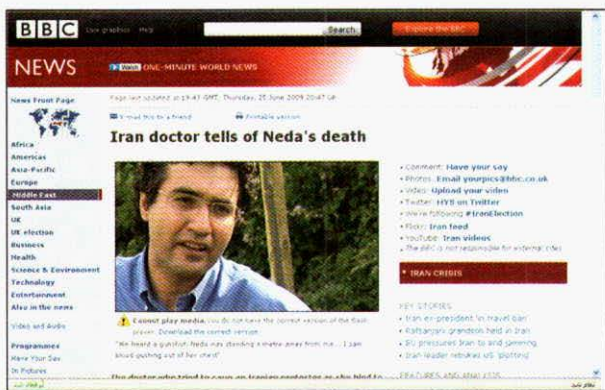 BBC
Low graphics Help
Search
Explore the BBC
NEWS
Watch ONE-MINUTE WORLD NEWS
News Front Page
Africa
Americas
Asia-Pacific
Europe
Middle East
South Asia
UK
UK election
Business
Health
Science & Environment
Technology
Entertainment
Also in the news
Video and Audio
Programmes
Have Your Say
In Pictures
Page last updated at 19:43 GMT, Thursday, 25 June 2009 20:43 UK
E-mail this to a friend
Printable version
Iran doctor tells of Neda's death
Cannot play media. You do not have the correct version of the flash
player. Download the correct version
"We heard a gunshot. Neda was standing a metre away from me... I saw
blood gushing out of her chest"
The doctor who tried to save an Iranian protester as she bled to
Comment: Have your say
Photos: Email yourpics@bbc.co.uk
Video: Upload your video
Twitter: HYS on Twitter
We're following #IranElection
Flickr: Iran feed
YouTube: Iran videos
The BBC is not responsible for external sites
IRAN CRISIS
KEY STORIES
Iran ex-president 'in travel ban'
Rafsanjani grandson held in Iran
EU pressures Iran to end jamming
Iran leader rebukes US 'plotting'
FEATURES AND ANALYSIS